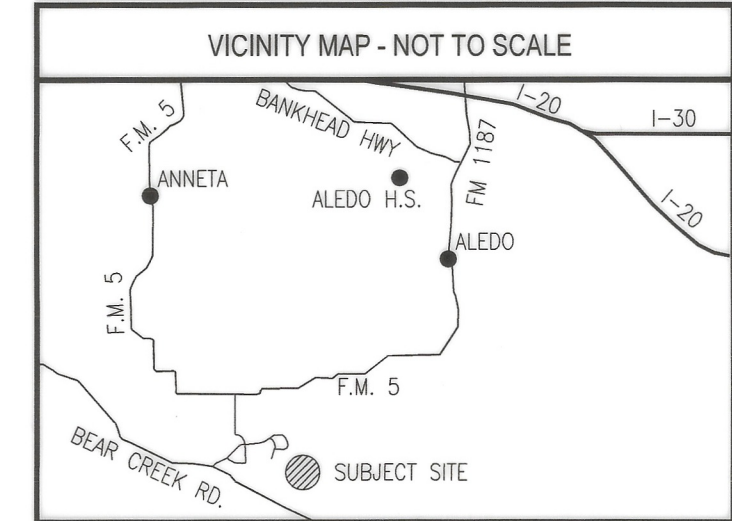 VICINITY MAP - NOT TO SCALE
I-20
I-30
BANKHEAD HWY
F.M. 5
FM 1187
ANNETA
ALEDO H.S.
I-20
ALEDO
F.M. 5
F.M. 5
BEAR CREEK RD.
SUBJECT SITE